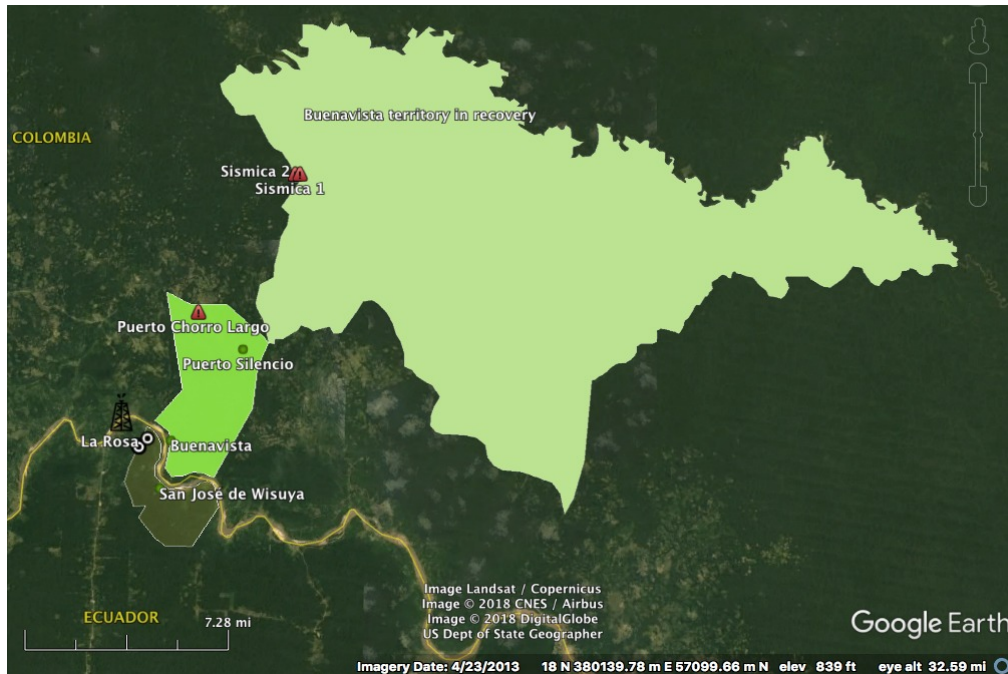 Buenavista territory in recovery
COLOMBIA
Sismica 2
Sismica 1
Puerto Chorro Largo
Puerto Silencio
La Rosa
Buenavista
San José de Wisuya
ECUADOR
7.28 mi
Image Landsat / Copernicus
Image © 2018 CNES / Airbus
Image © 2018 DigitalGlobe
US Dept of State Geographer
Google Earth
Imagery Date: 4/23/2013 18 N 380139.78 m E 57099.66 m N elev 839 ft eye alt 32.59 mi